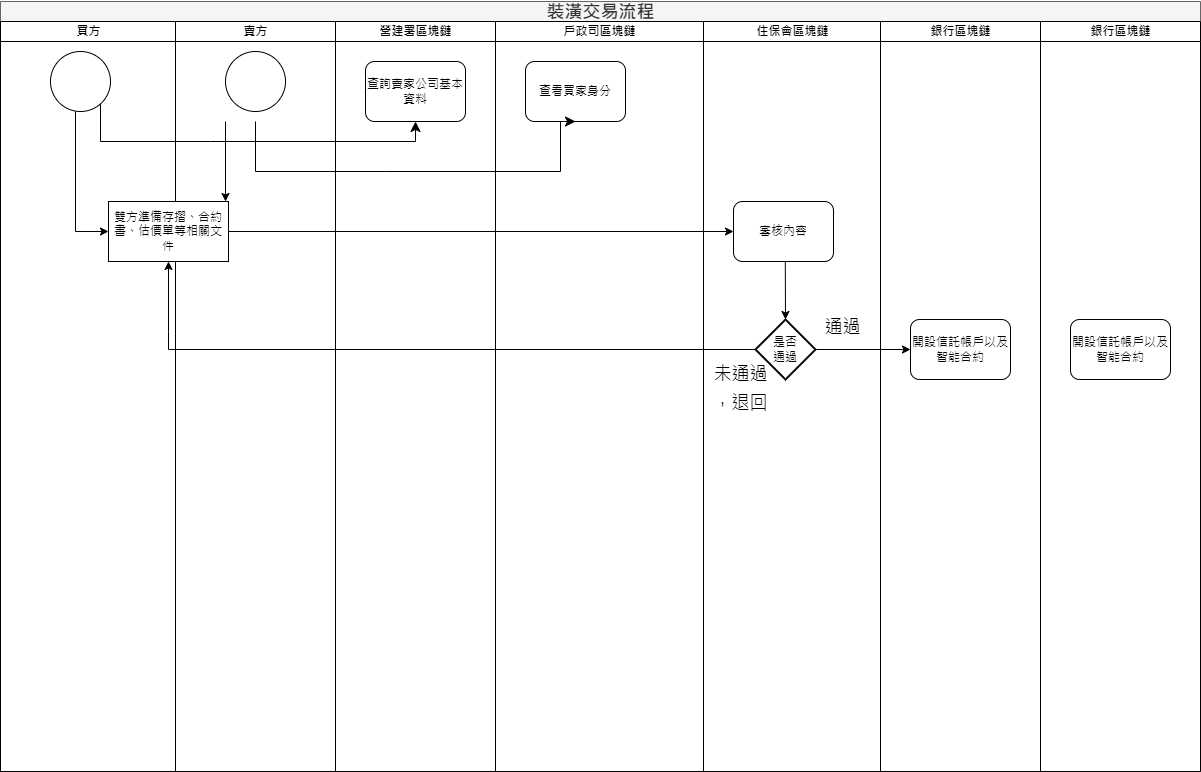 裝潢交易流程
買方
賣方
營建署區塊鏈
戶政司區塊鏈
住保會區塊鏈
銀行區塊鏈
銀行區塊鏈
查詢賣家公司基本
資料
查看買家身分
雙方準備存摺、合約
書、估價單等相關文
件
審核內容
是否
通過
通過
未通過
，退回
開設信託帳戶以及
智能合約
開設信託帳戶以及
智能合約